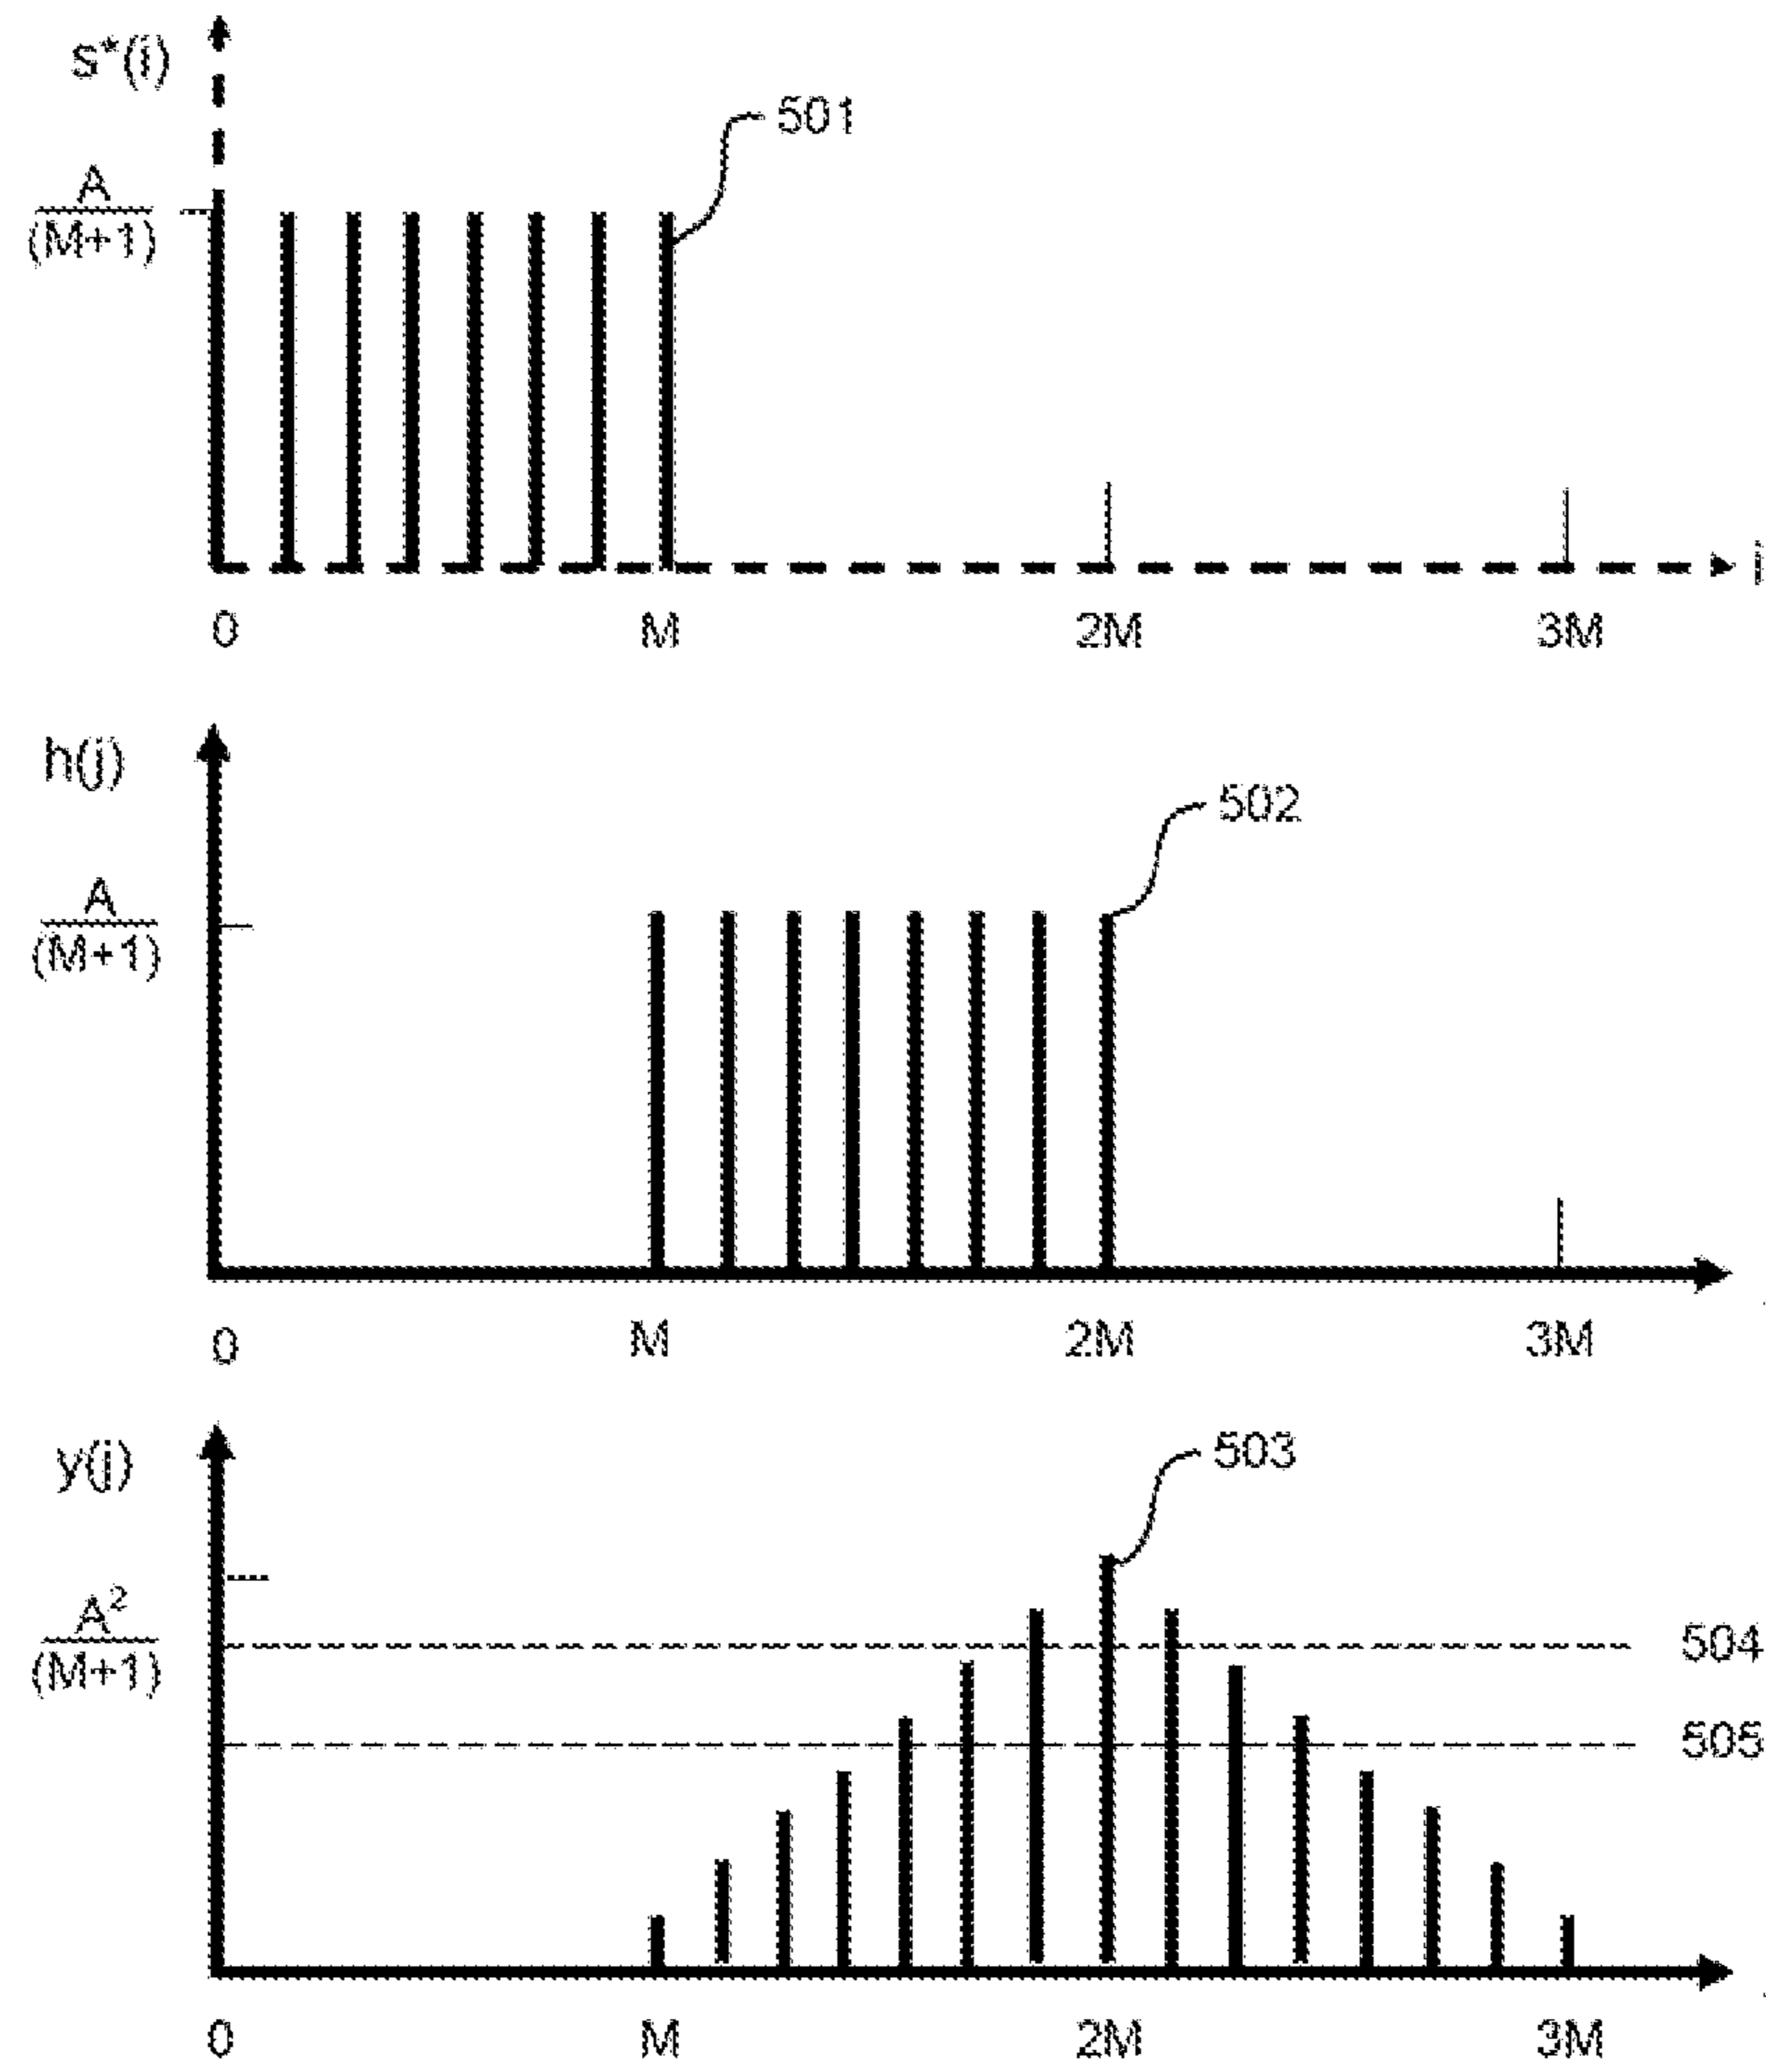 s*(i)
501
A
(M+1)
i
0 M 2M 3M
h(j)
502
A
(M+1)
0 M 2M 3M
y(j)
503
A²
(M+1)
504
505
0 M 2M 3M